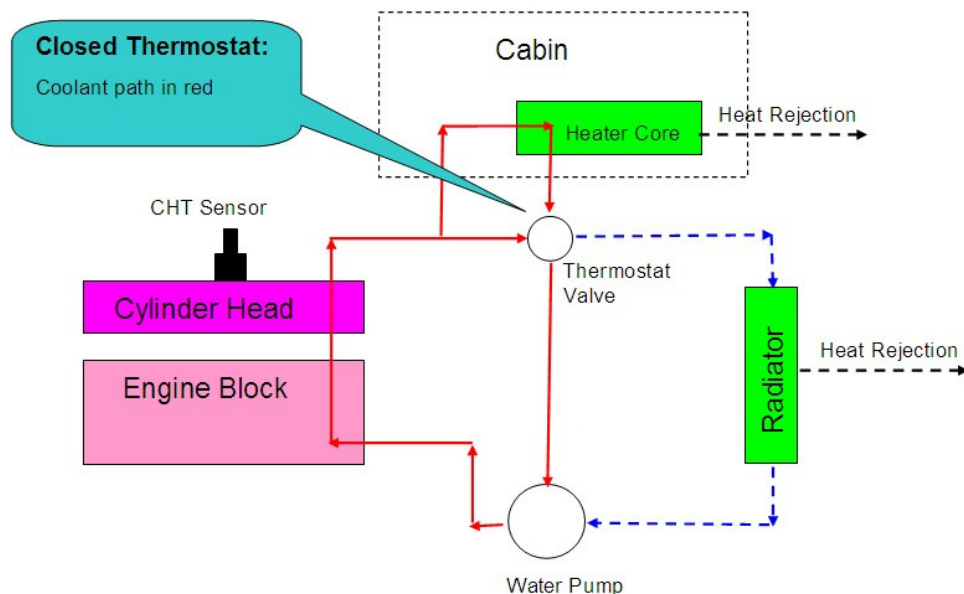 Closed Thermostat:
Coolant path in red
Cabin
Heater Core
Heat Rejection
CHT Sensor
Thermostat
Valve
Cylinder Head
Engine Block
Radiator
Heat Rejection
Water Pump